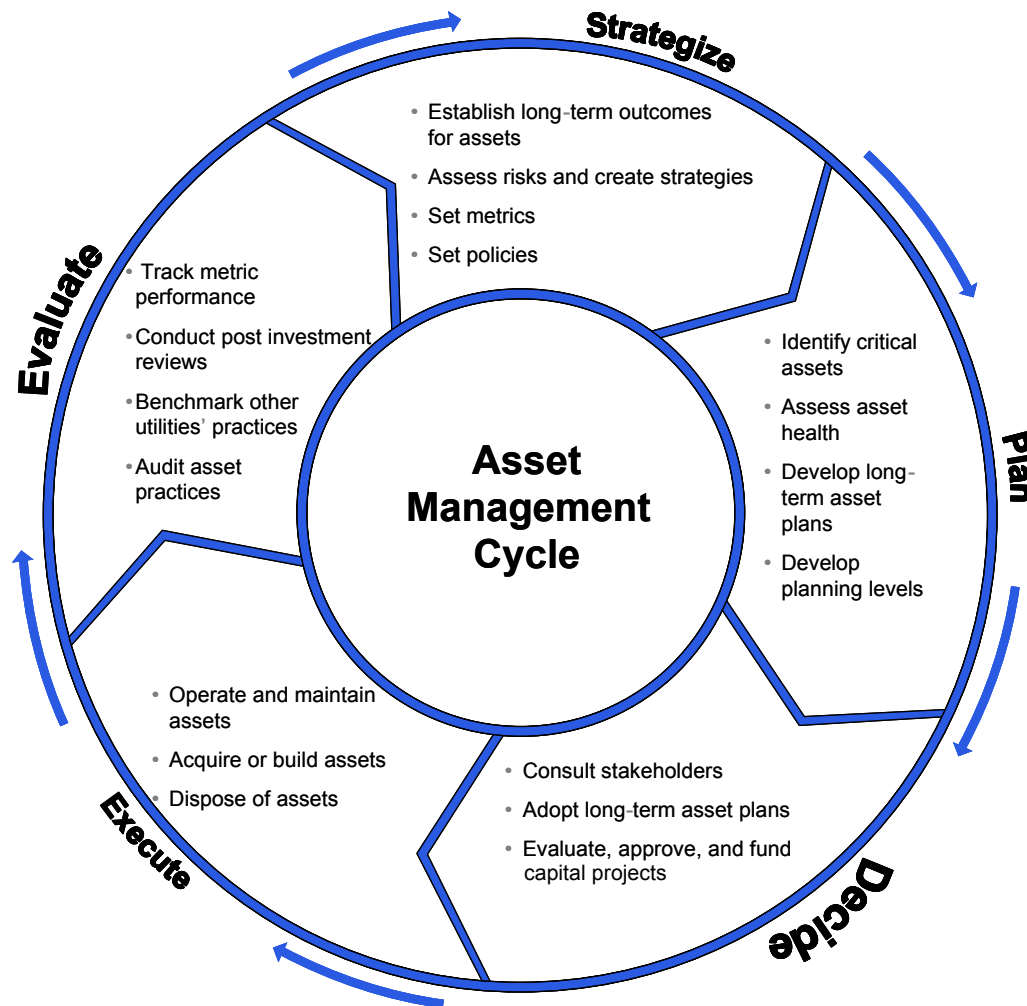 Strategize
• Establish long-term outcomes
for assets
• Assess risks and create strategies
• Set metrics
• Set policies
Plan
• Identify critical
assets
• Assess asset
health
• Develop long-
term asset
plans
• Develop
planning levels
Decide
• Consult stakeholders
• Adopt long-term asset plans
• Evaluate, approve, and fund
capital projects
Execute
• Operate and maintain
assets
• Acquire or build assets
• Dispose of assets
Evaluate
• Track metric
performance
• Conduct post investment
reviews
• Benchmark other
utilities’ practices
• Audit asset
practices
Asset
Management
Cycle